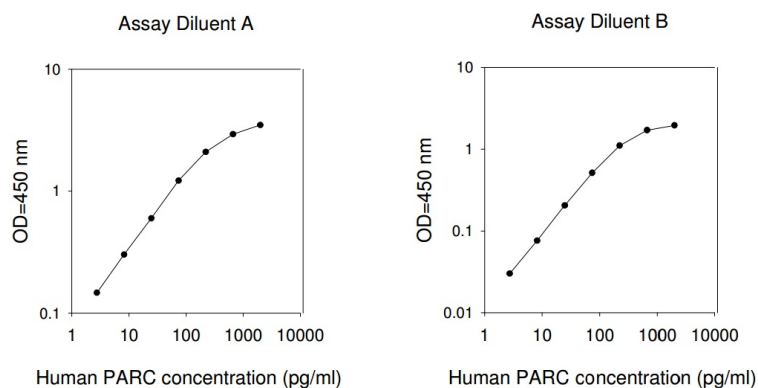 Assay Diluent A
10
1
0.1
OD=450 nm
1 10 100 1000 10000
Human PARC concentration (pg/ml)
Assay Diluent B
10
1
0.1
0.01
OD=450 nm
1 10 100 1000 10000
Human PARC concentration (pg/ml)